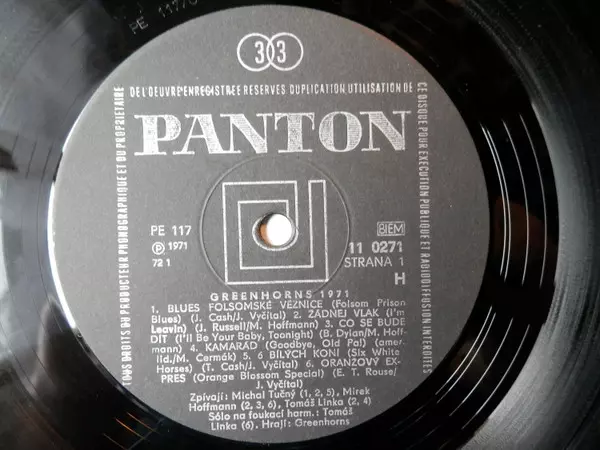 PE 117/0
33
DE L'OEUVRE ENREGISTREE RESERVES DUPLICATION UTILISATION DE
CE DISQUE POUR EXECUTION PUBLIQUE ET RADIODIFFUSION INTERDITES
TOUS DROITS DU PRODUCTEUR PHONOGRAPHIQUE ET DU PROPRIETAIRE
PANTON
PE 117
℗ 1971
72 1
BIEM
11 0271
STRANA 1
H
GREENHORNS 1971
1. BLUES FOLSOMSKÉ VĚZNICE (Folsom Prison
Blues) (J. Cash/J. Vyčítal) 2. ŽÁDNEJ VLAK (I'm
Leavin) (J. Russell/M. Hoffmann) 3. CO SE BUDE
DÍT (I'll Be Your Baby, Toonight) (B. Dylan/M. Hoff-
mann) 4. KAMARÁD (Goodbye, Old Pal) (amer.
lid./M. Čermák) 5. 6 BÍLÝCH KONÍ (Six White
Horses) (T. Cash/J. Vyčítal) 6. ORANŽOVÝ EX-
PRES (Orange Blossom Special) (E. T. Rouse/
J. Vyčítal)
Zpívají: Michal Tučný (1, 2, 5), Mirek
Hoffmann (2, 3, 6), Tomáš Linka (2, 4)
Sólo na foukací harm.: Tomáš
Linka (6). Hrají: Greenhorns